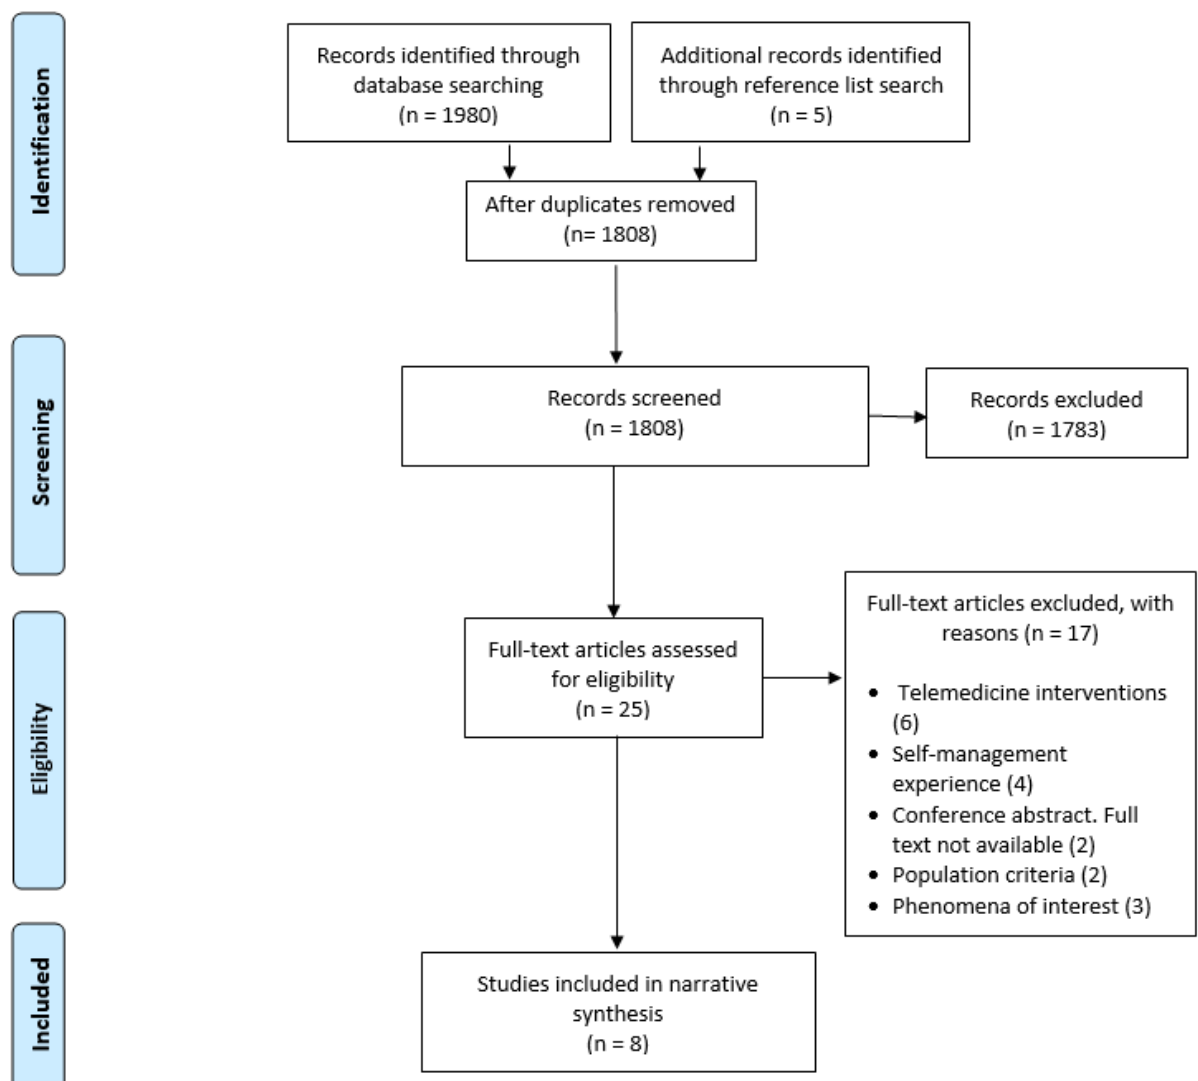 Identification
Records identified through
database searching
(n = 1980)
Additional records identified
through reference list search
(n = 5)
After duplicates removed
(n= 1808)
Screening
Records screened
(n = 1808)
Records excluded
(n = 1783)
Eligibility
Full-text articles assessed
for eligibility
(n = 25)
Full-text articles excluded, with
reasons (n = 17)
• Telemedicine interventions
(6)
• Self-management
experience (4)
• Conference abstract. Full
text not available (2)
• Population criteria (2)
• Phenomena of interest (3)
Included
Studies included in narrative
synthesis
(n = 8)